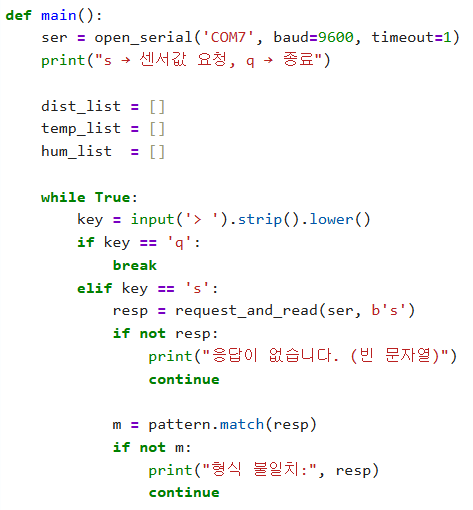 def main():
    ser = open_serial('COM7', baud=9600, timeout=1)
    print("s → 센서값 요청, q → 종료")

    dist_list = []
    temp_list = []
    hum_list  = []

    while True:
        key = input('> ').strip().lower()
        if key == 'q':
            break
        elif key == 's':
            resp = request_and_read(ser, b's')
            if not resp:
                print("응답이 없습니다. (빈 문자열)")
                continue

            m = pattern.match(resp)
            if not m:
                print("형식 불일치:", resp)
                continue